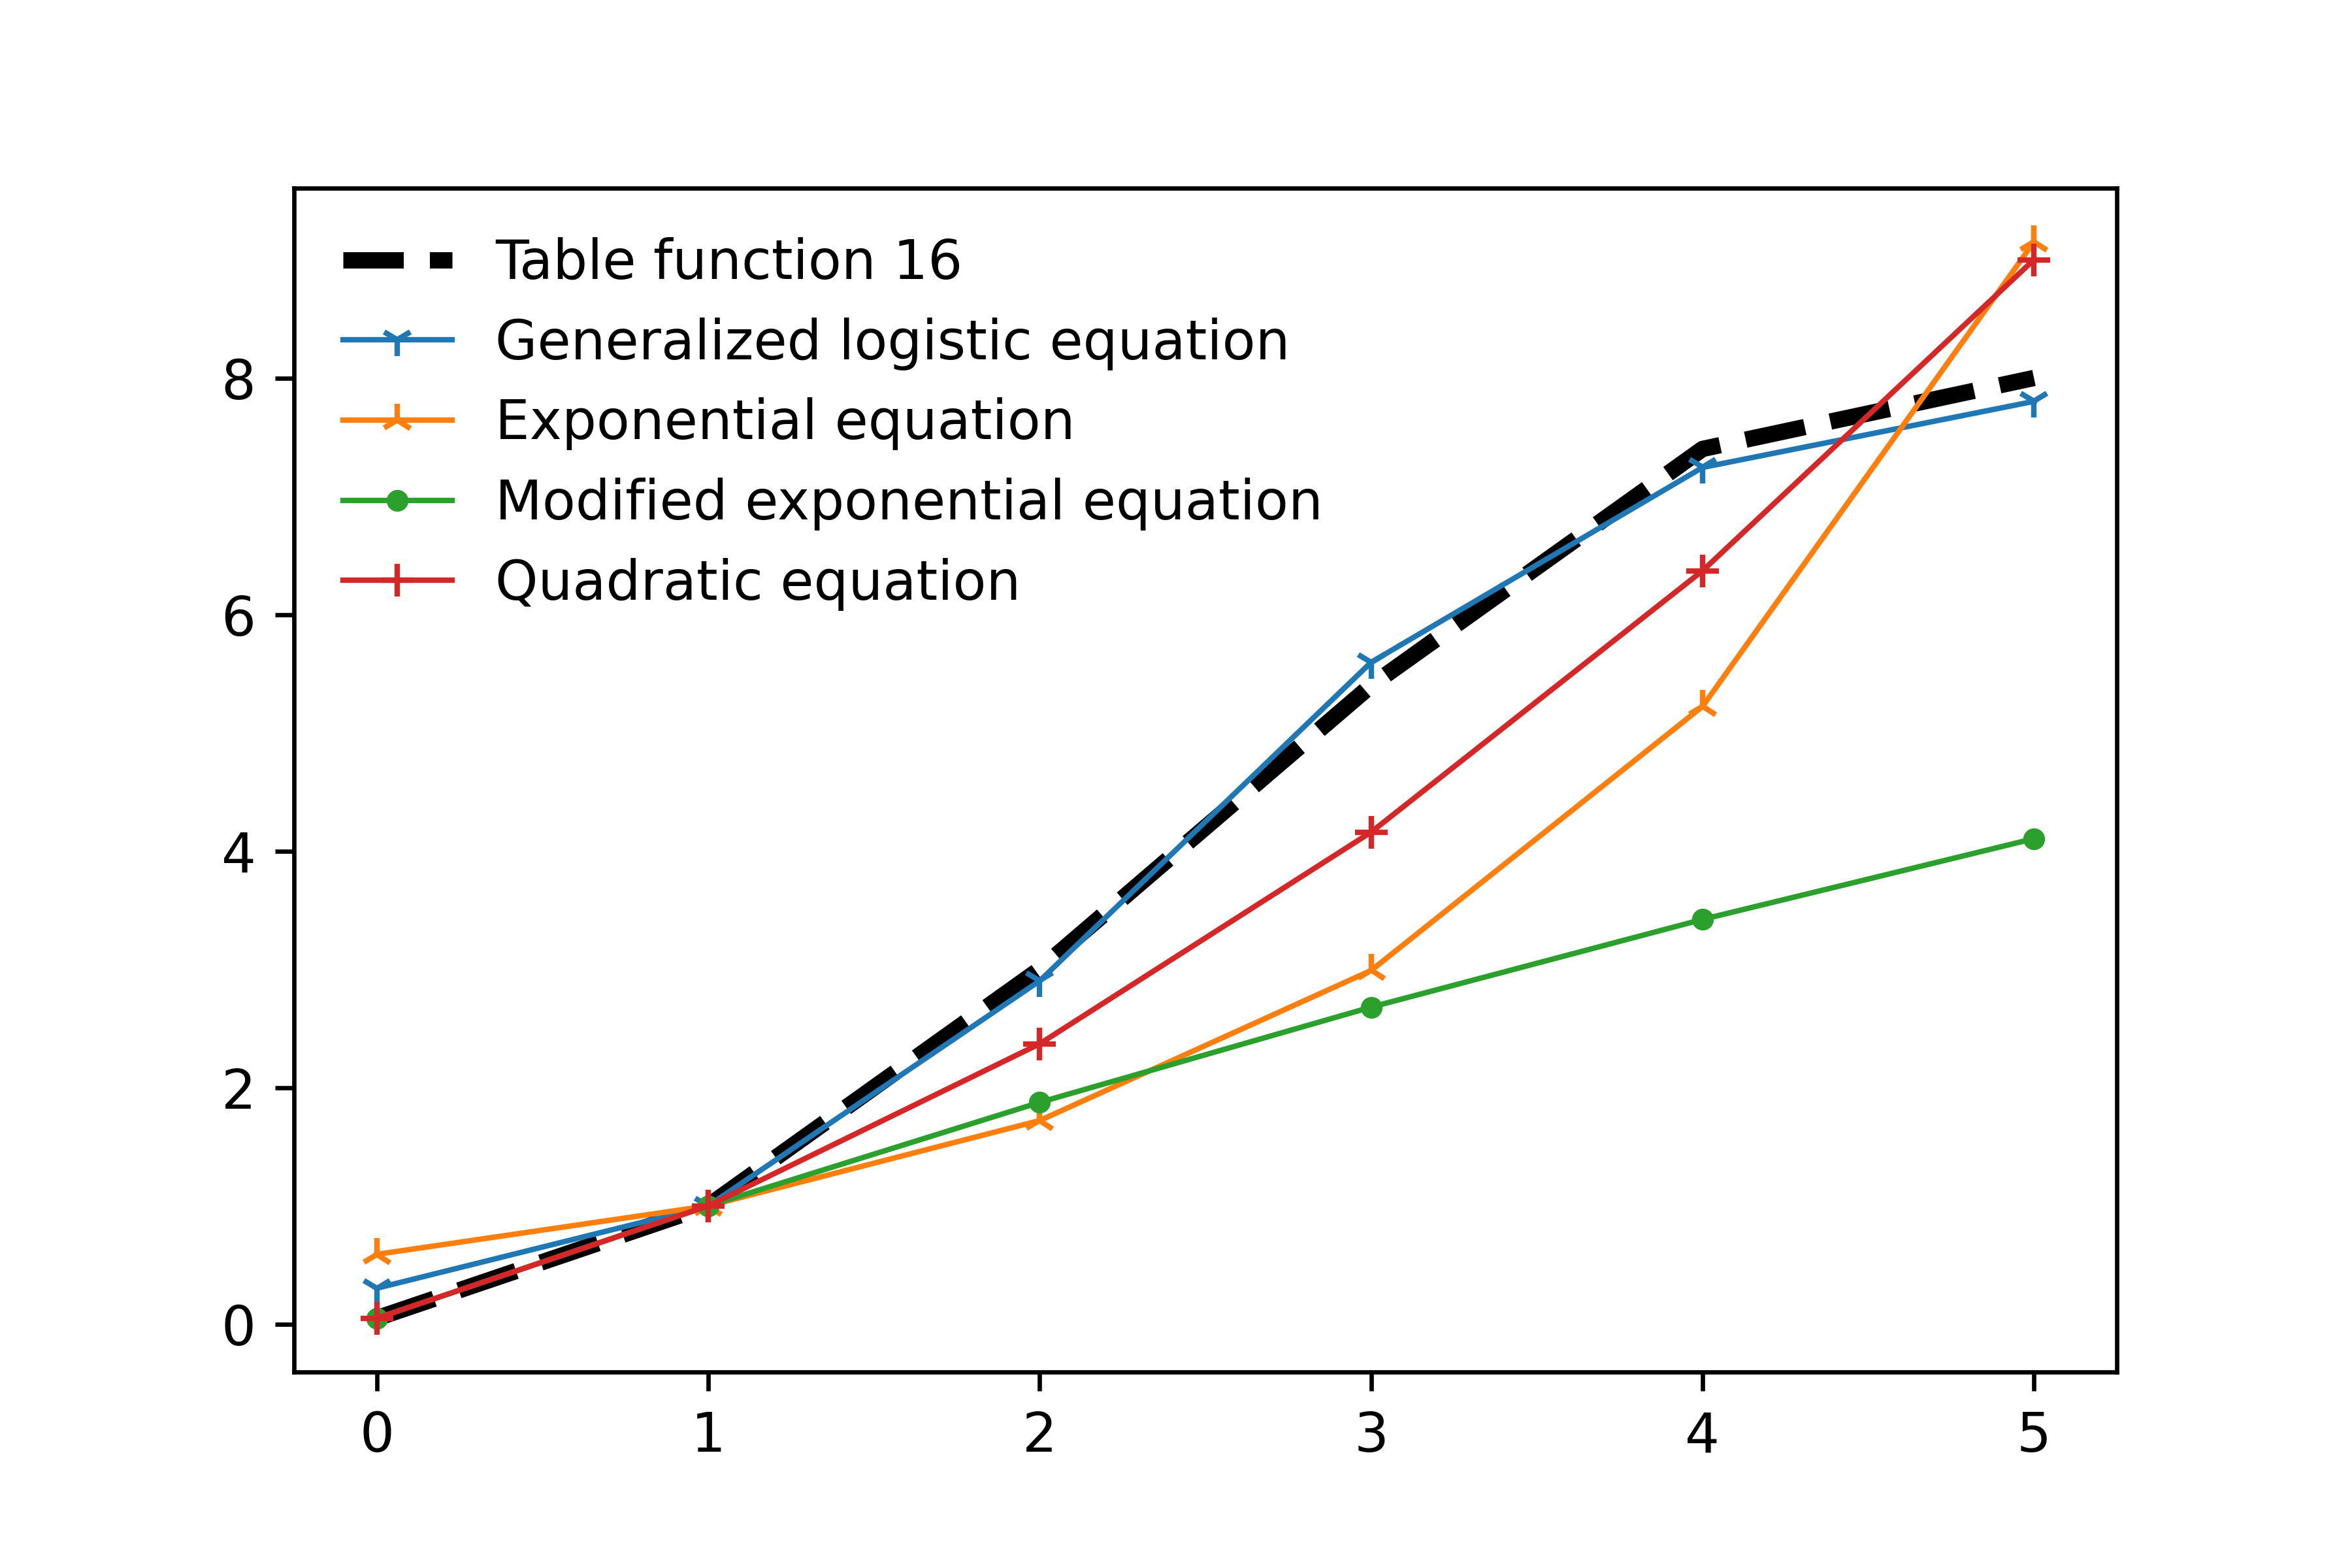 Table function 16
Generalized logistic equation
Exponential equation
Modified exponential equation
Quadratic equation
8
6
4
2
0
0 1 2 3 4 5